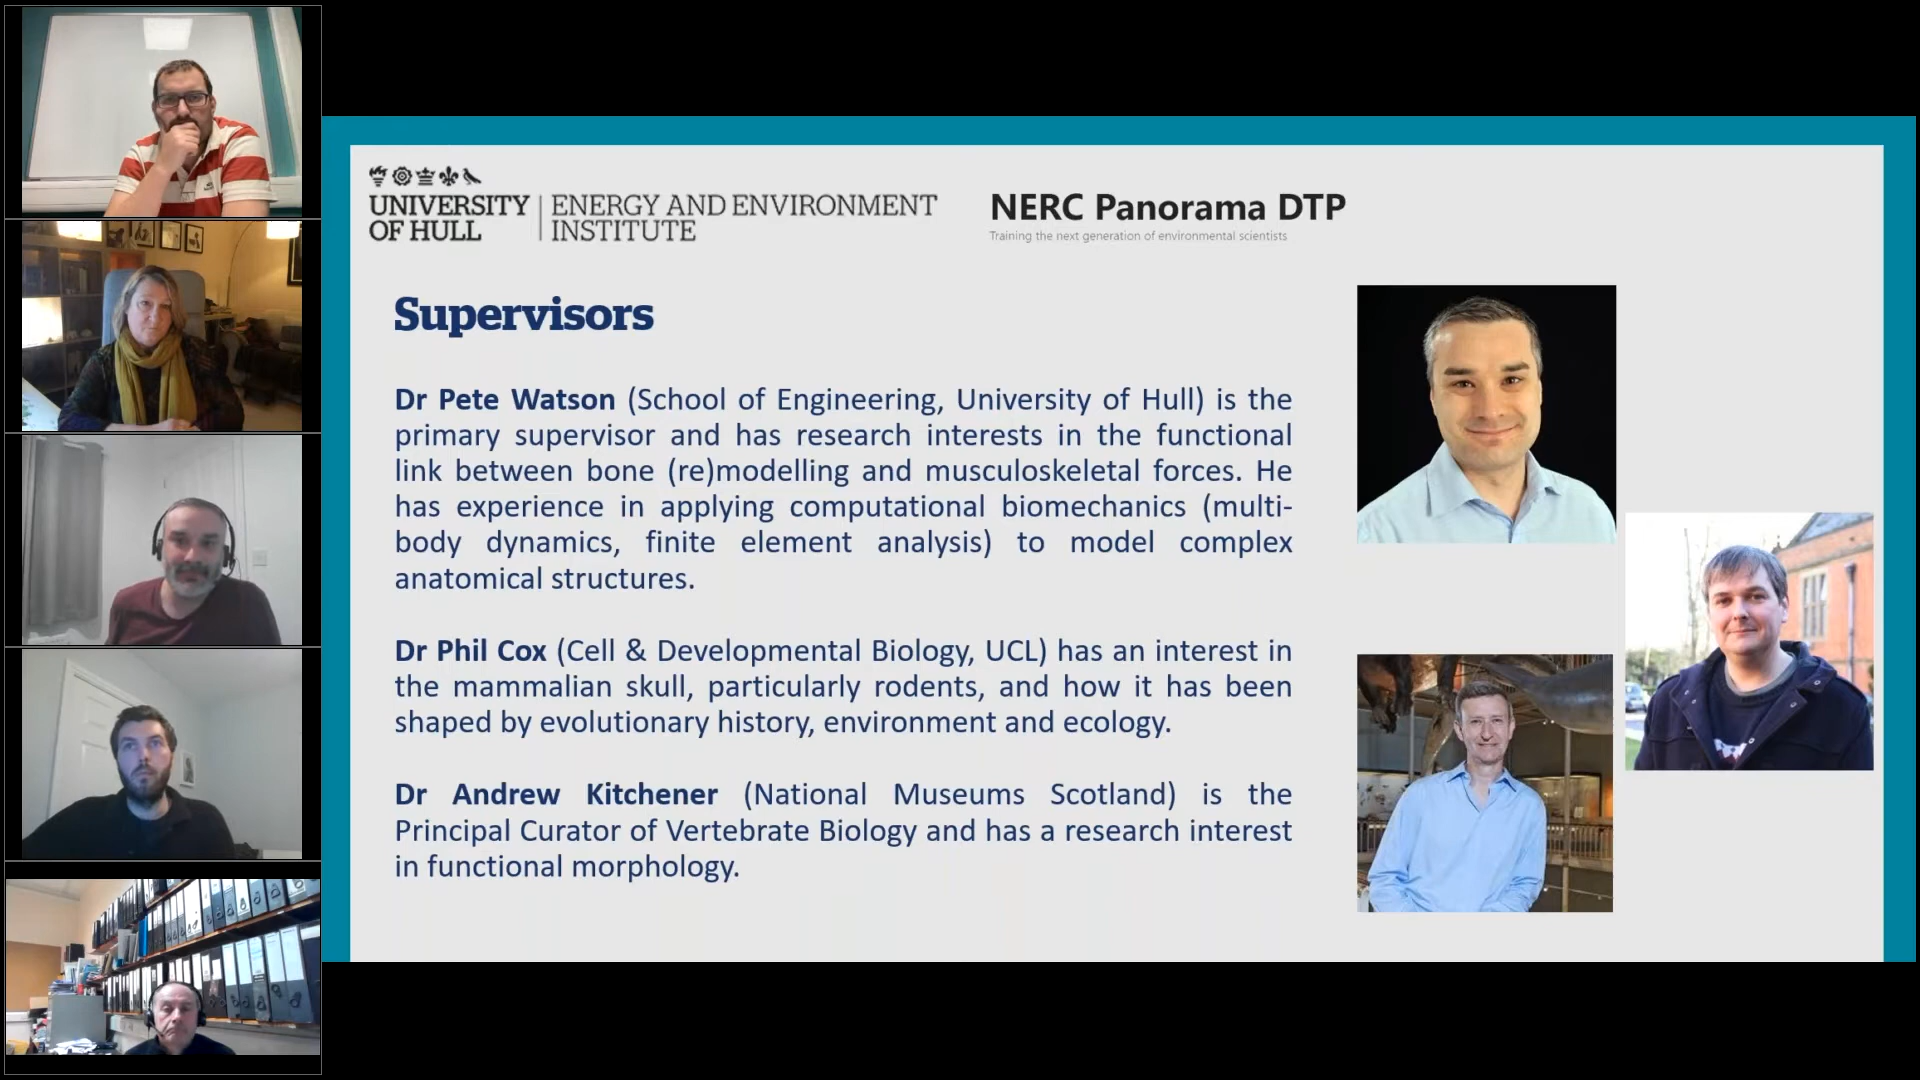 UNIVERSITY
OF HULL
ENERGY AND ENVIRONMENT
INSTITUTE
NERC Panorama DTP
Training the next generation of environmental scientists
Supervisors
Dr Pete Watson (School of Engineering, University of Hull) is the
primary supervisor and has research interests in the functional
link between bone (re)modelling and musculoskeletal forces. He
has experience in applying computational biomechanics (multi-
body dynamics, finite element analysis) to model complex
anatomical structures.
Dr Phil Cox (Cell & Developmental Biology, UCL) has an interest in
the mammalian skull, particularly rodents, and how it has been
shaped by evolutionary history, environment and ecology.
Dr Andrew Kitchener (National Museums Scotland) is the
Principal Curator of Vertebrate Biology and has a research interest
in functional morphology.